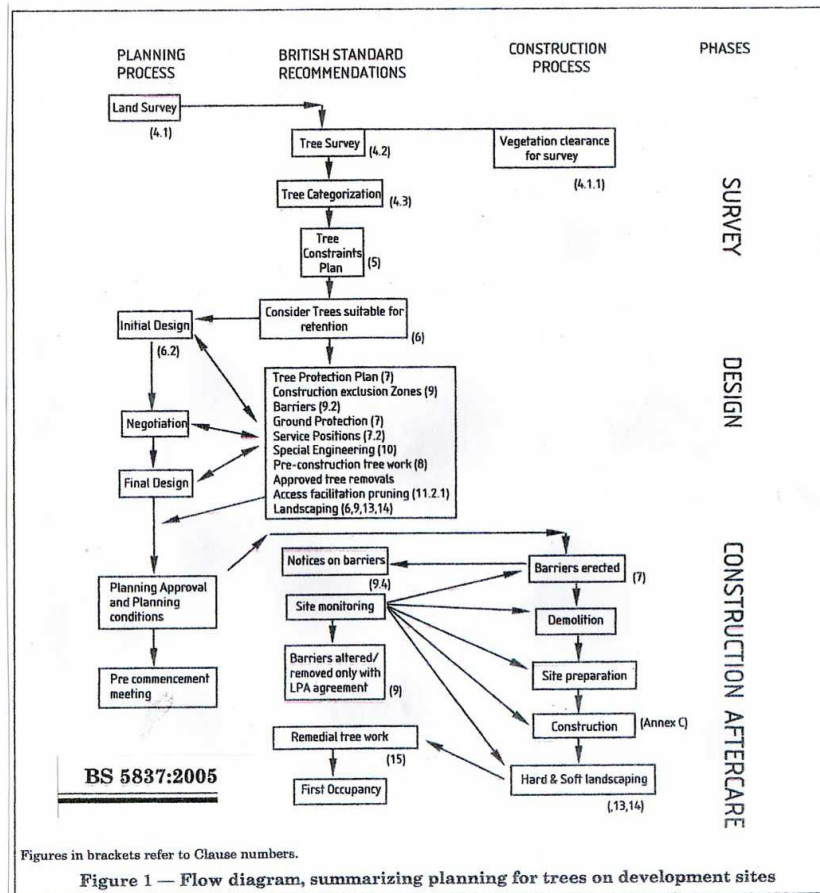 PLANNING
PROCESS
BRITISH STANDARD
RECOMMENDATIONS
CONSTRUCTION
PROCESS
PHASES
Land Survey
(4.1)
Tree Survey
(4.2)
Vegetation clearance
for survey
(4.1.1)
Tree Categorization
(4.3)
Tree
Constraints
Plan
(5)
SURVEY
Consider Trees suitable for
retention
(6)
Initial Design
(6.2)
Tree Protection Plan (7)
Construction exclusion Zones (9)
Barriers (9.2)
Ground Protection (7)
Service Positions (7.2)
Special Engineering (10)
Pre-construction tree work (8)
Approved tree removals
Access facilitation pruning (11.2.1)
Landscaping (6,9,13,14)
Negotiation
Final Design
DESIGN
Planning Approval
and Planning
conditions
Pre commencement
meeting
Notices on barriers
(9.4)
Barriers erected
(7)
Site monitoring
Demolition
Barriers altered/
removed only with
LPA agreement
(9)
Site preparation
Construction
(Annex C)
Remedial tree work
(15)
Hard & Soft landscaping
(,13,14)
First Occupancy
CONSTRUCTION AFTERCARE
BS 5837:2005
Figures in brackets refer to Clause numbers.
Figure 1 — Flow diagram, summarizing planning for trees on development sites